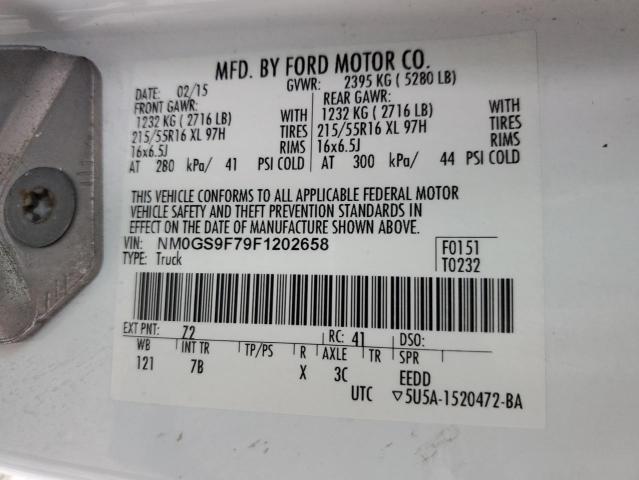 MFD. BY FORD MOTOR CO.
DATE: 02/15 GVWR: 2395 KG ( 5280 LB)
FRONT GAWR: REAR GAWR:
1232 KG ( 2716 LB) WITH 1232 KG ( 2716 LB) WITH
215/55R16 XL 97H TIRES 215/55R16 XL 97H TIRES
16x6.5J RIMS 16x6.5J RIMS
AT 280 kPa/ 41 PSI COLD AT 300 kPa/ 44 PSI COLD
THIS VEHICLE CONFORMS TO ALL APPLICABLE FEDERAL MOTOR
VEHICLE SAFETY AND THEFT PREVENTION STANDARDS IN
EFFECT ON THE DATE OF MANUFACTURE SHOWN ABOVE.
VIN: NM0GS9F79F1202658 F0151
TYPE: Truck T0232
EXT PNT: 72 RC: 41 DSO:
WB INT TR TP/PS R AXLE TR SPR
121 7B X 3C EEDD
UTC ▽5U5A-1520472-BA